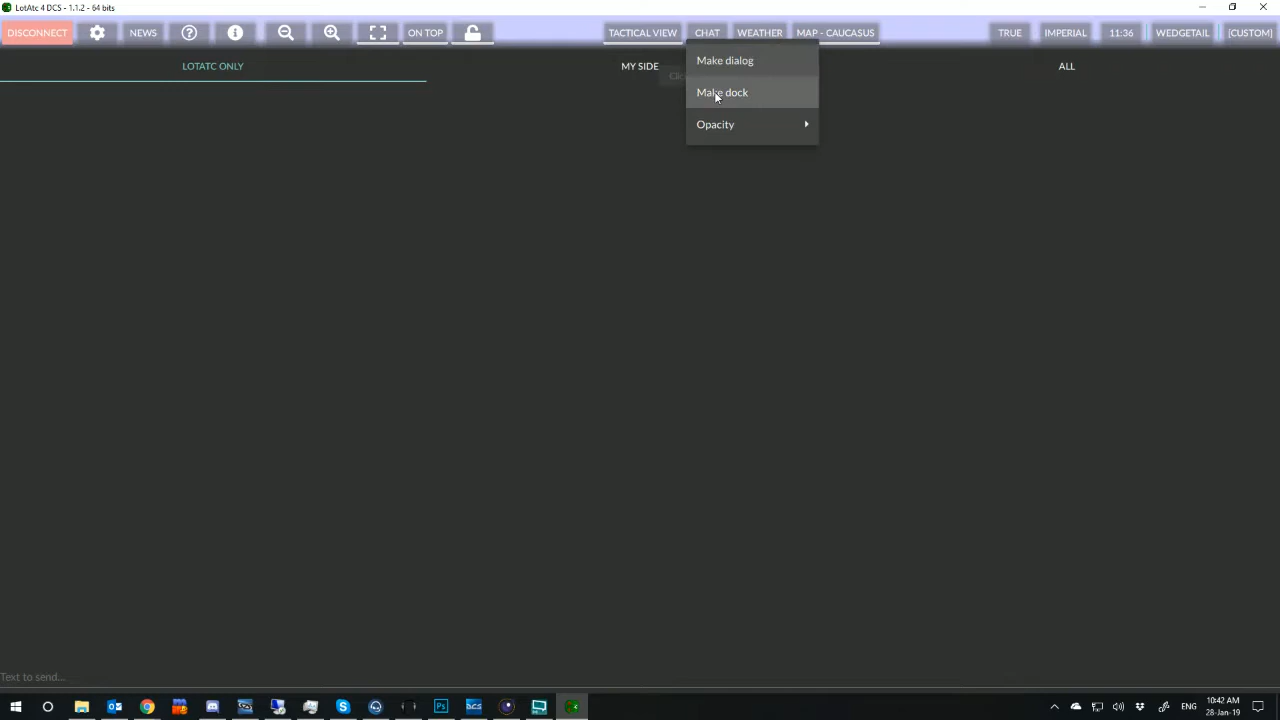 LotAtc 4 DCS - 1.1.2 - 64 bits
DISCONNECT NEWS ON TOP TACTICAL VIEW CHAT WEATHER MAP - CAUCASUS TRUE IMPERIAL 11:36 WEDGETAIL [CUSTOM]
LOTATC ONLY MY SIDE ALL
Make dialog
Make dock
Opacity
Text to send...
Ps DCS ENG 10:42 AM
28-Jan-19